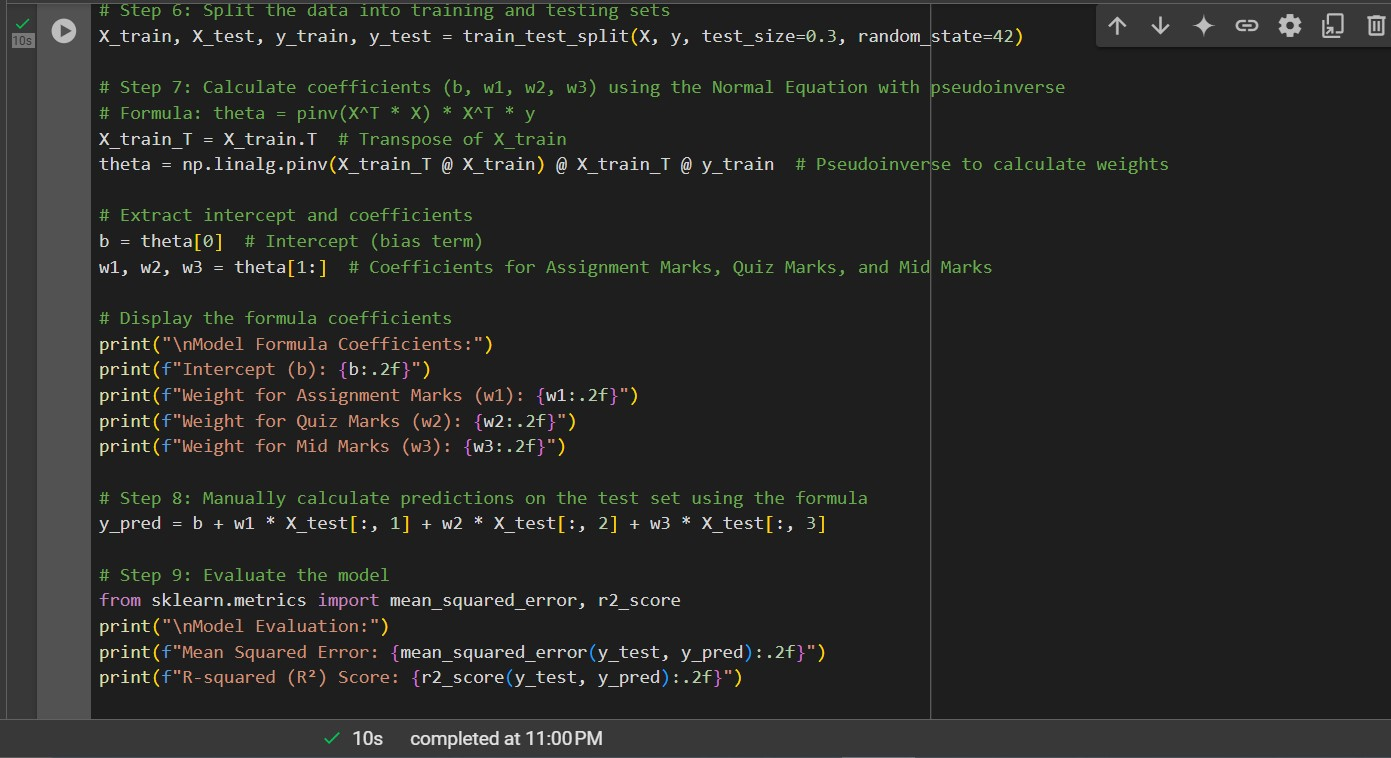 # Step 6: Split the data into training and testing sets
10s
X_train, X_test, y_train, y_test = train_test_split(X, y, test_size=0.3, random_state=42)
# Step 7: Calculate coefficients (b, w1, w2, w3) using the Normal Equation with pseudoinverse
# Formula: theta = pinv(X^T * X) * X^T * y
X_train_T = X_train.T  # Transpose of X_train
theta = np.linalg.pinv(X_train_T @ X_train) @ X_train_T @ y_train  # Pseudoinverse to calculate weights
# Extract intercept and coefficients
b = theta[0]  # Intercept (bias term)
w1, w2, w3 = theta[1:]  # Coefficients for Assignment Marks, Quiz Marks, and Mid Marks
# Display the formula coefficients
print("\nModel Formula Coefficients:")
print(f"Intercept (b): {b:.2f}")
print(f"Weight for Assignment Marks (w1): {w1:.2f}")
print(f"Weight for Quiz Marks (w2): {w2:.2f}")
print(f"Weight for Mid Marks (w3): {w3:.2f}")
# Step 8: Manually calculate predictions on the test set using the formula
y_pred = b + w1 * X_test[:, 1] + w2 * X_test[:, 2] + w3 * X_test[:, 3]
# Step 9: Evaluate the model
from sklearn.metrics import mean_squared_error, r2_score
print("\nModel Evaluation:")
print(f"Mean Squared Error: {mean_squared_error(y_test, y_pred):.2f}")
print(f"R-squared (R²) Score: {r2_score(y_test, y_pred):.2f}")
10s completed at 11:00 PM